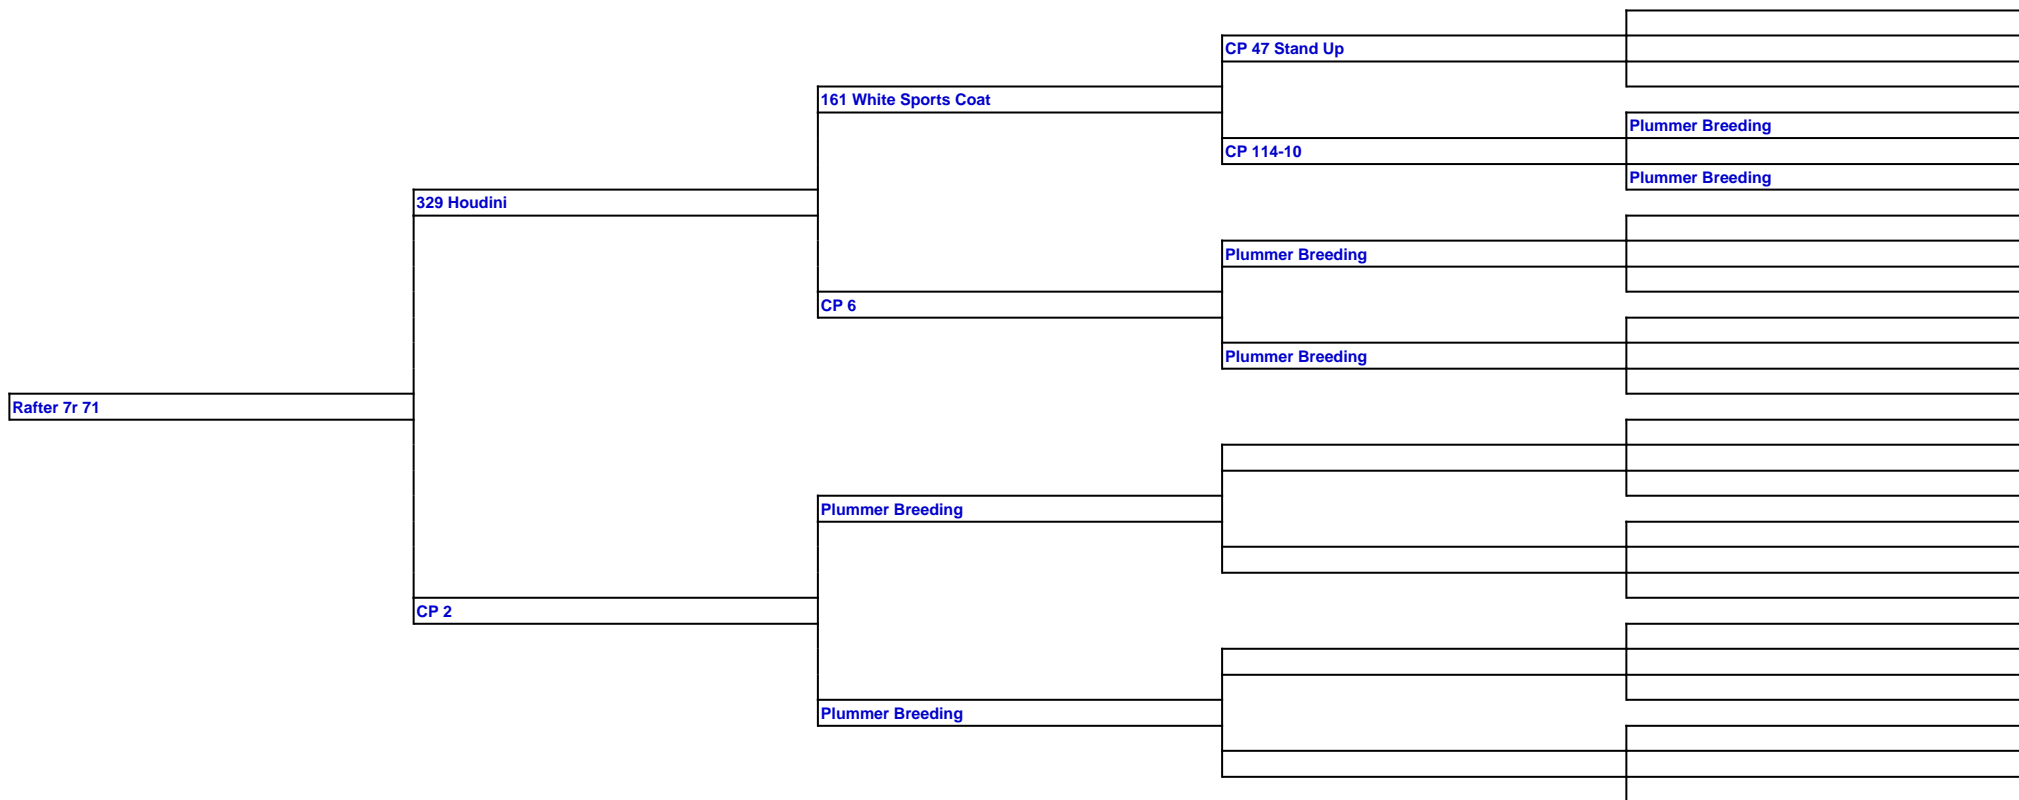 CP 47 Stand Up
161 White Sports Coat
Plummer Breeding
CP 114-10
Plummer Breeding
329 Houdini
Plummer Breeding
CP 6
Plummer Breeding
Rafter 7r 71
Plummer Breeding
CP 2
Plummer Breeding